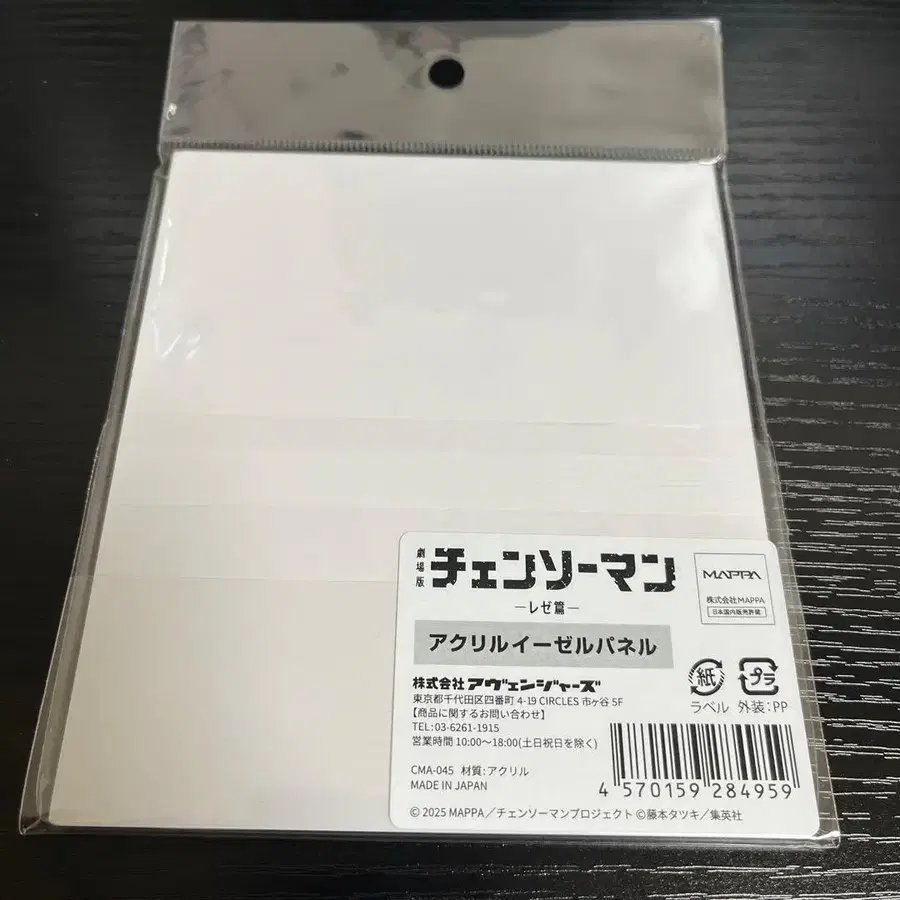 劇場版 チェンソーマン
―レゼ篇―
アクリルイーゼルパネル
MAPPA
株式会社MAPPA
日本国内販売許諾
株式会社アヴェンジャーズ
東京都千代田区四番町 4-19 CIRCLES 市ヶ谷 5F
【商品に関するお問い合わせ】
TEL:03-6261-1915
営業時間 10:00～18:00(土日祝日を除く)
紙
ラベル
プラ
外装:PP
CMA-045 材質:アクリル
MADE IN JAPAN
4 570159 284959
© 2025 MAPPA／チェンソーマンプロジェクト ©藤本タツキ／集英社